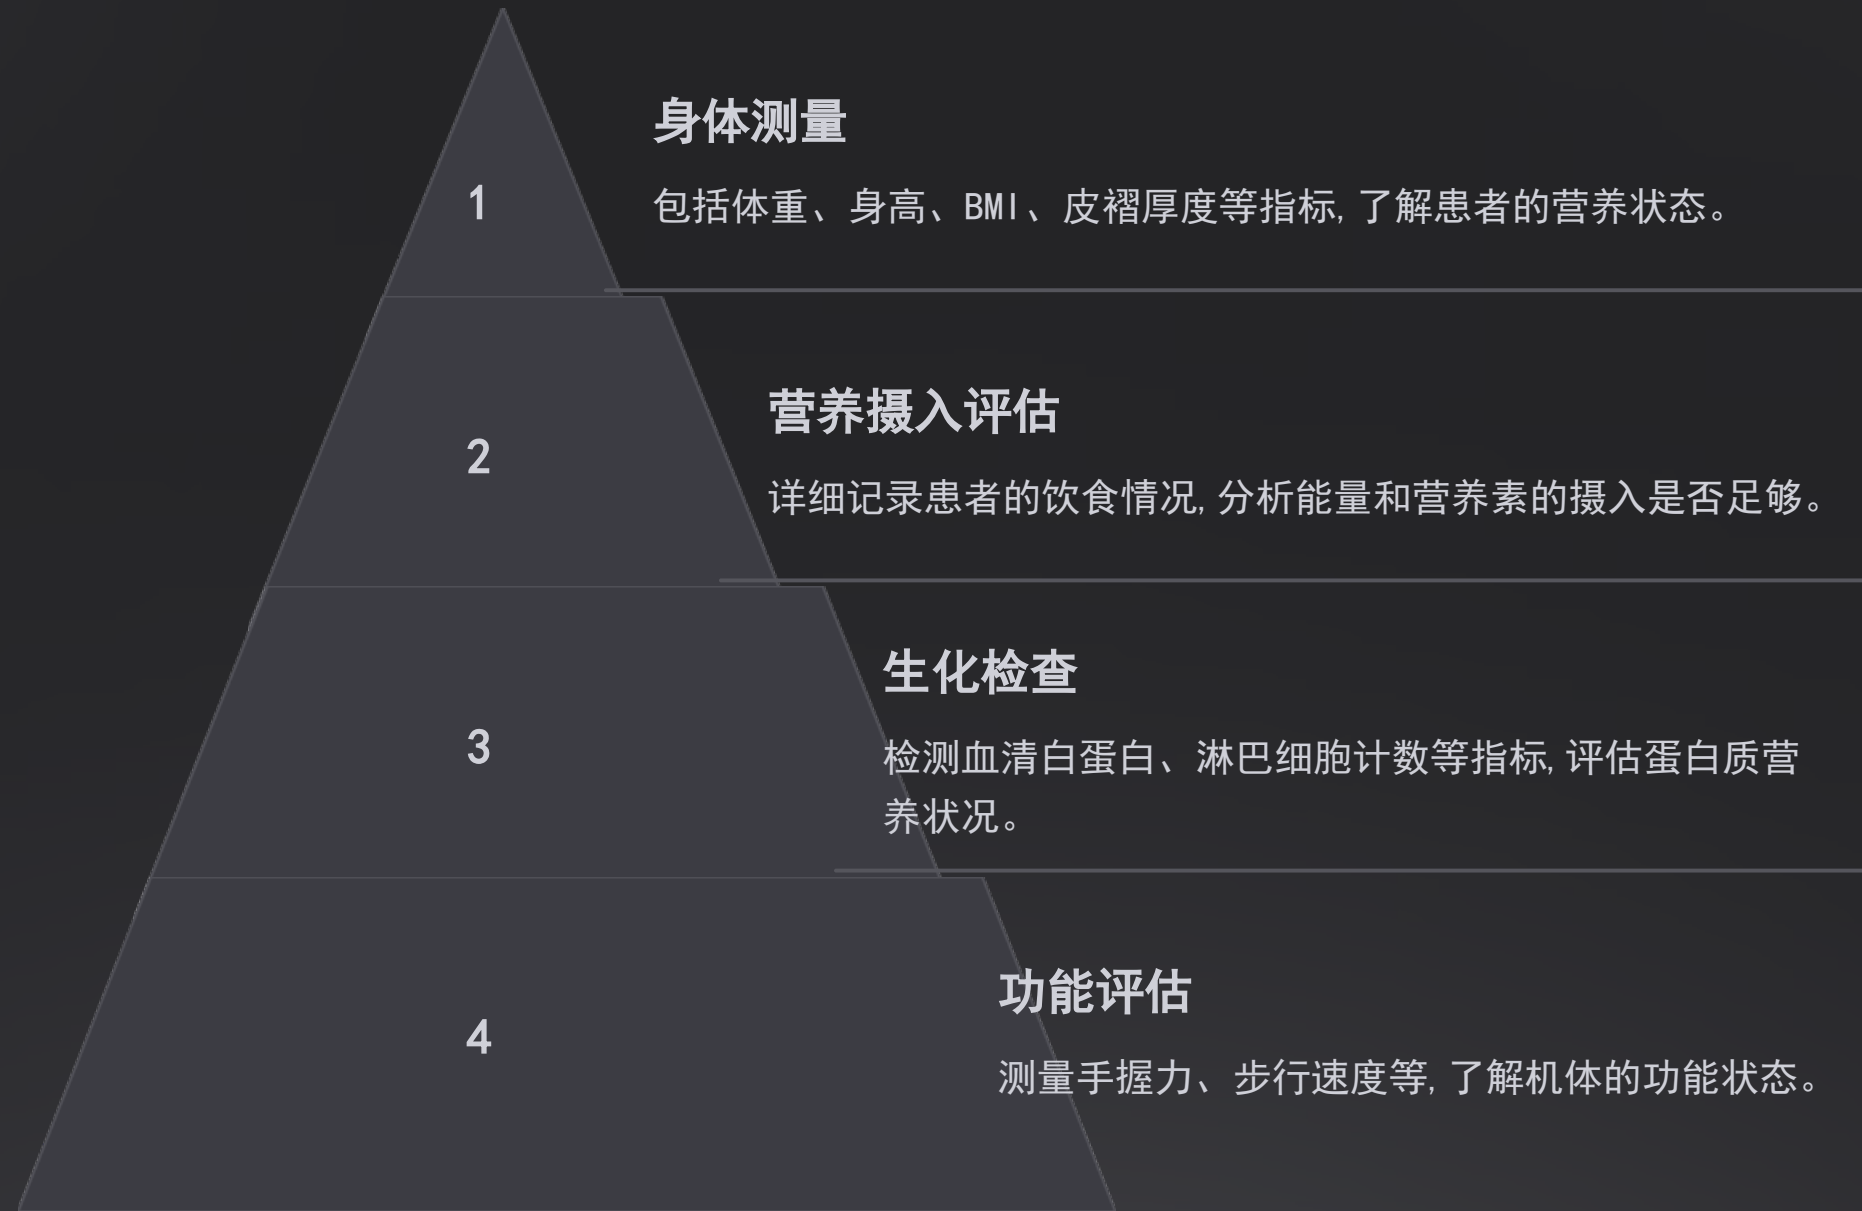 身体测量
1
包括体重、身高、BMI、皮褶厚度等指标,了解患者的营养状态。
营养摄入评估
2
详细记录患者的饮食情况,分析能量和营养素的摄入是否足够。
生化检查
3
检测血清白蛋白、淋巴细胞计数等指标,评估蛋白质营
养状况。
功能评估
4
测量手握力、步行速度等,了解机体的功能状态。